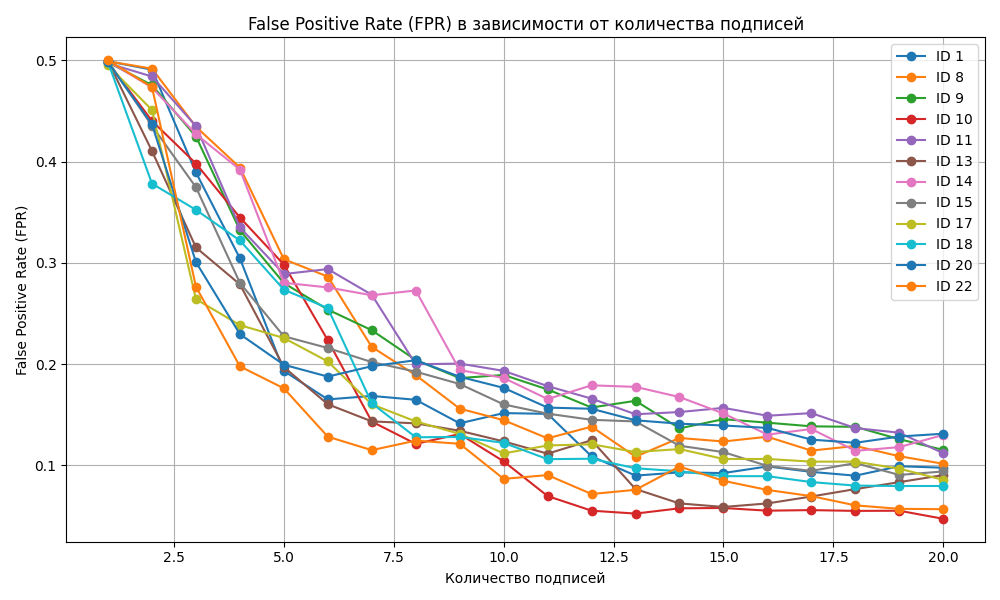 False Positive Rate (FPR) в зависимости от количества подписей
False Positive Rate (FPR)
0.5
0.4
0.3
0.2
0.1
2.5 5.0 7.5 10.0 12.5 15.0 17.5 20.0
Количество подписей
ID 1
ID 8
ID 9
ID 10
ID 11
ID 13
ID 14
ID 15
ID 17
ID 18
ID 20
ID 22